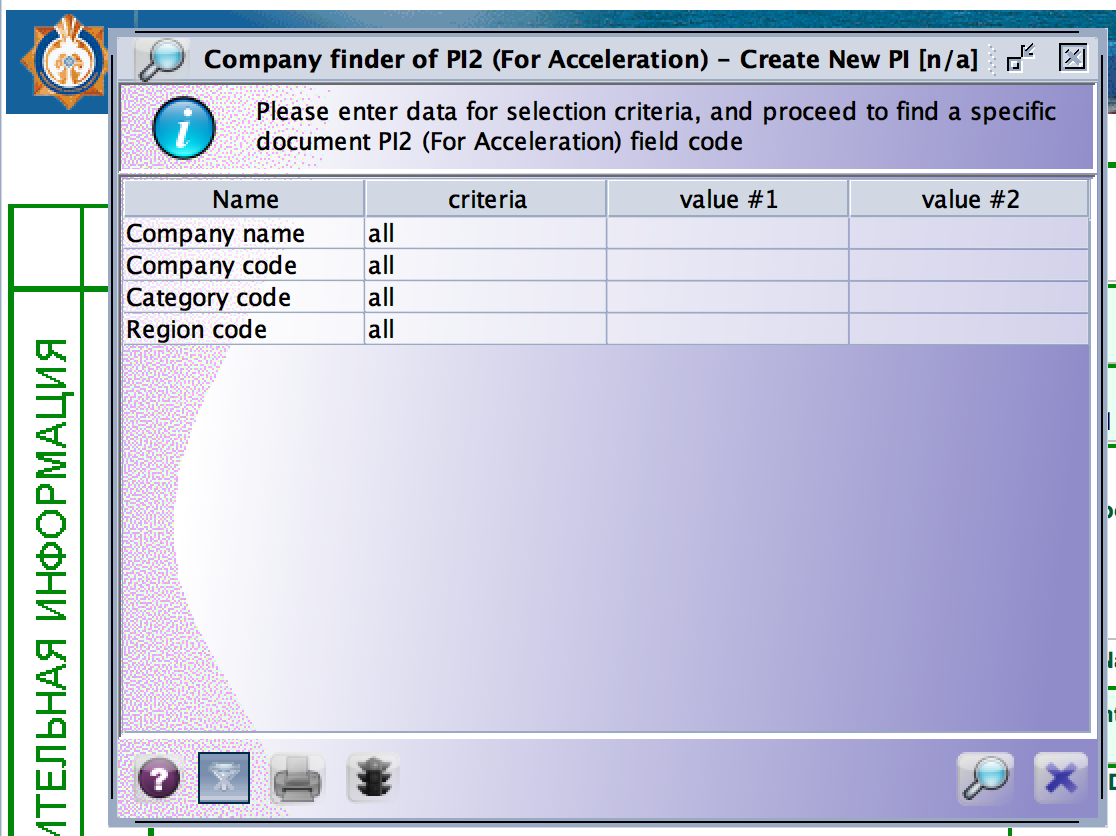 Company finder of PI2 (For Acceleration) – Create New PI [n/a]
Please enter data for selection criteria, and proceed to find a specific
document PI2 (For Acceleration) field code
Name criteria value #1 value #2
Company name all
Company code all
Category code all
Region code all
ИНФОРМАЦИЯ